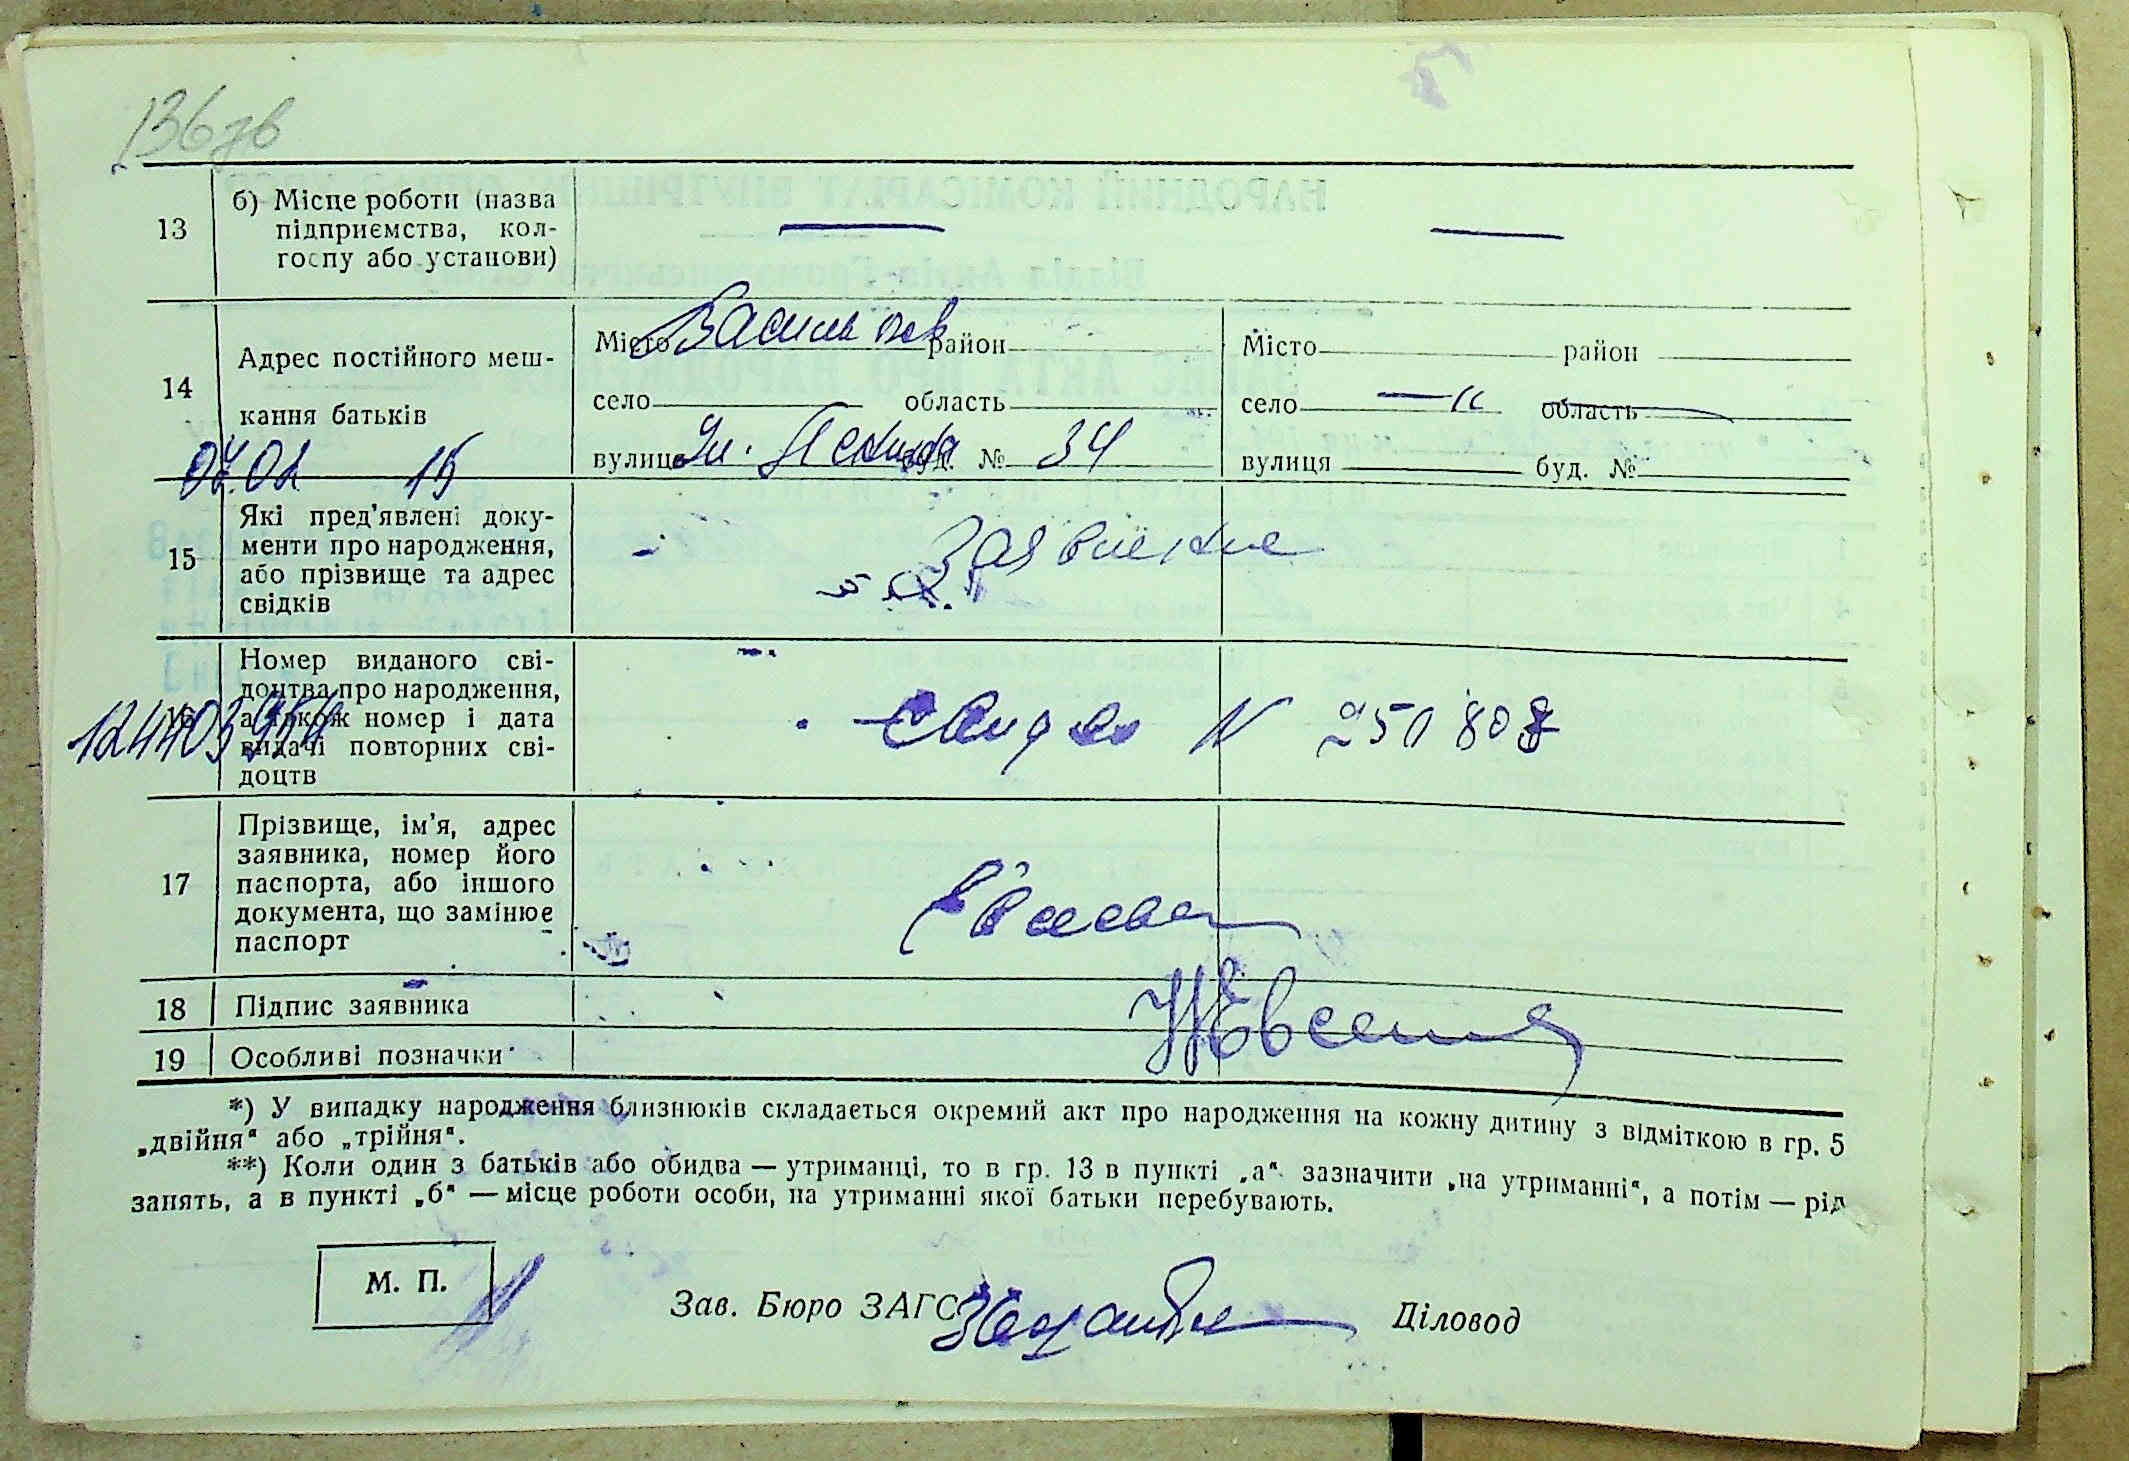 136зв
13
б) Місце роботи (назва
підприємства, кол-
госпу або установи)
14
Адрес постійного меш-
кання батьків
Місто Васильков район
село область
вулиця Ул. буд. № 34
Місто район
село — " — область
вулиця буд. №
15
15
Які пред'явлені доку-
менти про народження,
або прізвище та адрес
свідків
Заявление
16
Номер виданого сві-
доцтва про народження,
а також номер і дата
видачі повторних сві-
доцтв
N 250808
17
Прізвище, ім'я, адрес
заявника, номер його
паспорта, або іншого
документа, що замінює
паспорт
18
Підпис заявника
19
Особливі позначки
*) У випадку народження близнюків складається окремий акт про народження на кожну дитину з відміткою в гр. 5
„двійня“ або „трійня“.
**) Коли один з батьків або обидва — утриманці, то в гр. 13 в пункті „а“ зазначити „на утриманні“, а потім — рід
занять, а в пункті „б“ — місце роботи особи, на утриманні якої батьки перебувають.
М. П.
Зав. Бюро ЗАГС
Діловод